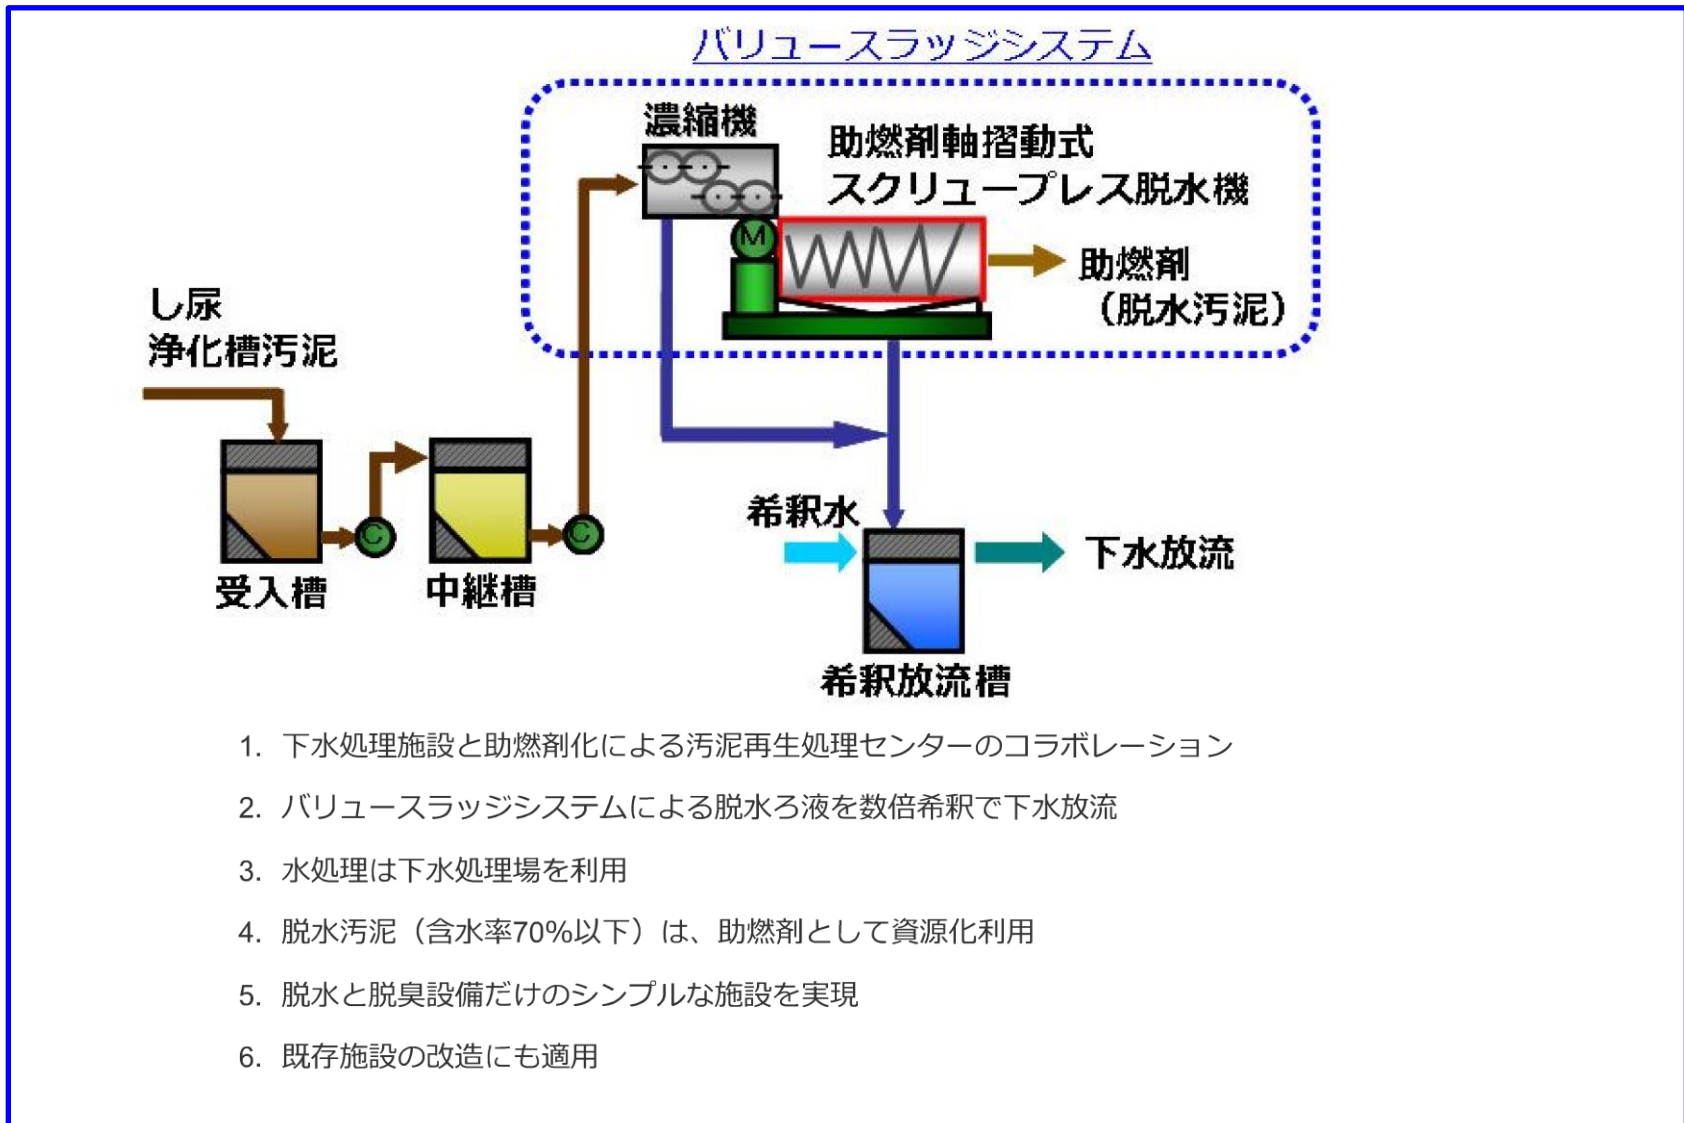 バリュースラッジシステム
濃縮機
助燃剤軸摺動式
スクリュープレス脱水機
M
助燃剤
（脱水汚泥）
し尿
浄化槽汚泥
C
C
受入槽
中継槽
希釈水
下水放流
希釈放流槽
1. 下水処理施設と助燃剤化による汚泥再生処理センターのコラボレーション
2. バリュースラッジシステムによる脱水ろ液を数倍希釈で下水放流
3. 水処理は下水処理場を利用
4. 脱水汚泥（含水率70%以下）は、助燃剤として資源化利用
5. 脱水と脱臭設備だけのシンプルな施設を実現
6. 既存施設の改造にも適用